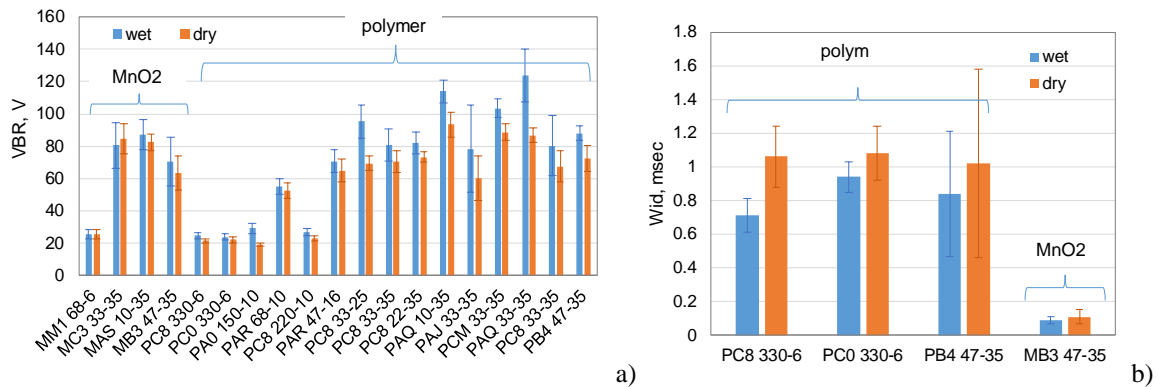 160
140
120
100
80
60
40
20
0
VBR, V
wet
dry
MnO2
polymer
MM1 68-6
MC3 33-35
MAS 10-35
MB3 47-35
PC8 330-6
PC0 330-6
PA0 150-10
PAR 68-10
PC8 220-10
PAR 47-16
PC8 33-25
PC8 33-35
PC8 22-35
PAQ 10-35
PAJ 33-35
PCM 33-35
PAQ 33-35
PC8 33-35
PB4 47-35
a)
1.8
1.6
1.4
1.2
1
0.8
0.6
0.4
0.2
0
Wid, msec
polym
wet
dry
MnO2
PC8 330-6
PC0 330-6
PB4 47-35
MB3 47-35
b)